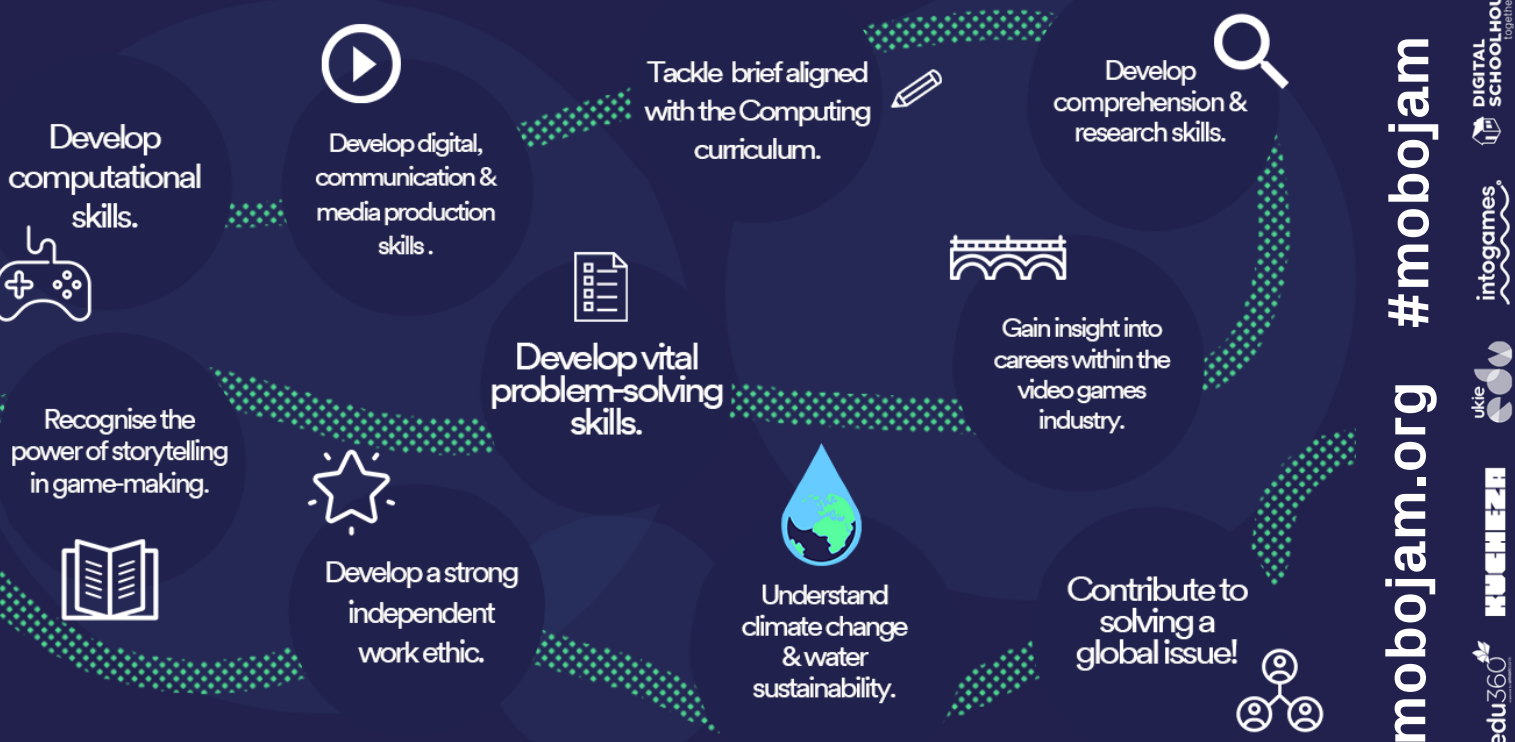 Develop
computational
skills.
Develop digital,
communication &
media production
skills .
Tackle brief aligned
with the Computing
curriculum.
Develop
comprehension &
research skills.
Gain insight into
careers within the
video games
industry.
Develop vital
problem-solving
skills.
Recognise the
power of storytelling
in game-making.
Develop a strong
independent
work ethic.
Understand
climate change
& water
sustainability.
Contribute to
solving a
global issue!
mobojam.org #mobojam
edu360
KUCHEZA
ukie
edu
intogames
DIGITAL
SCHOOLHOU
togethe